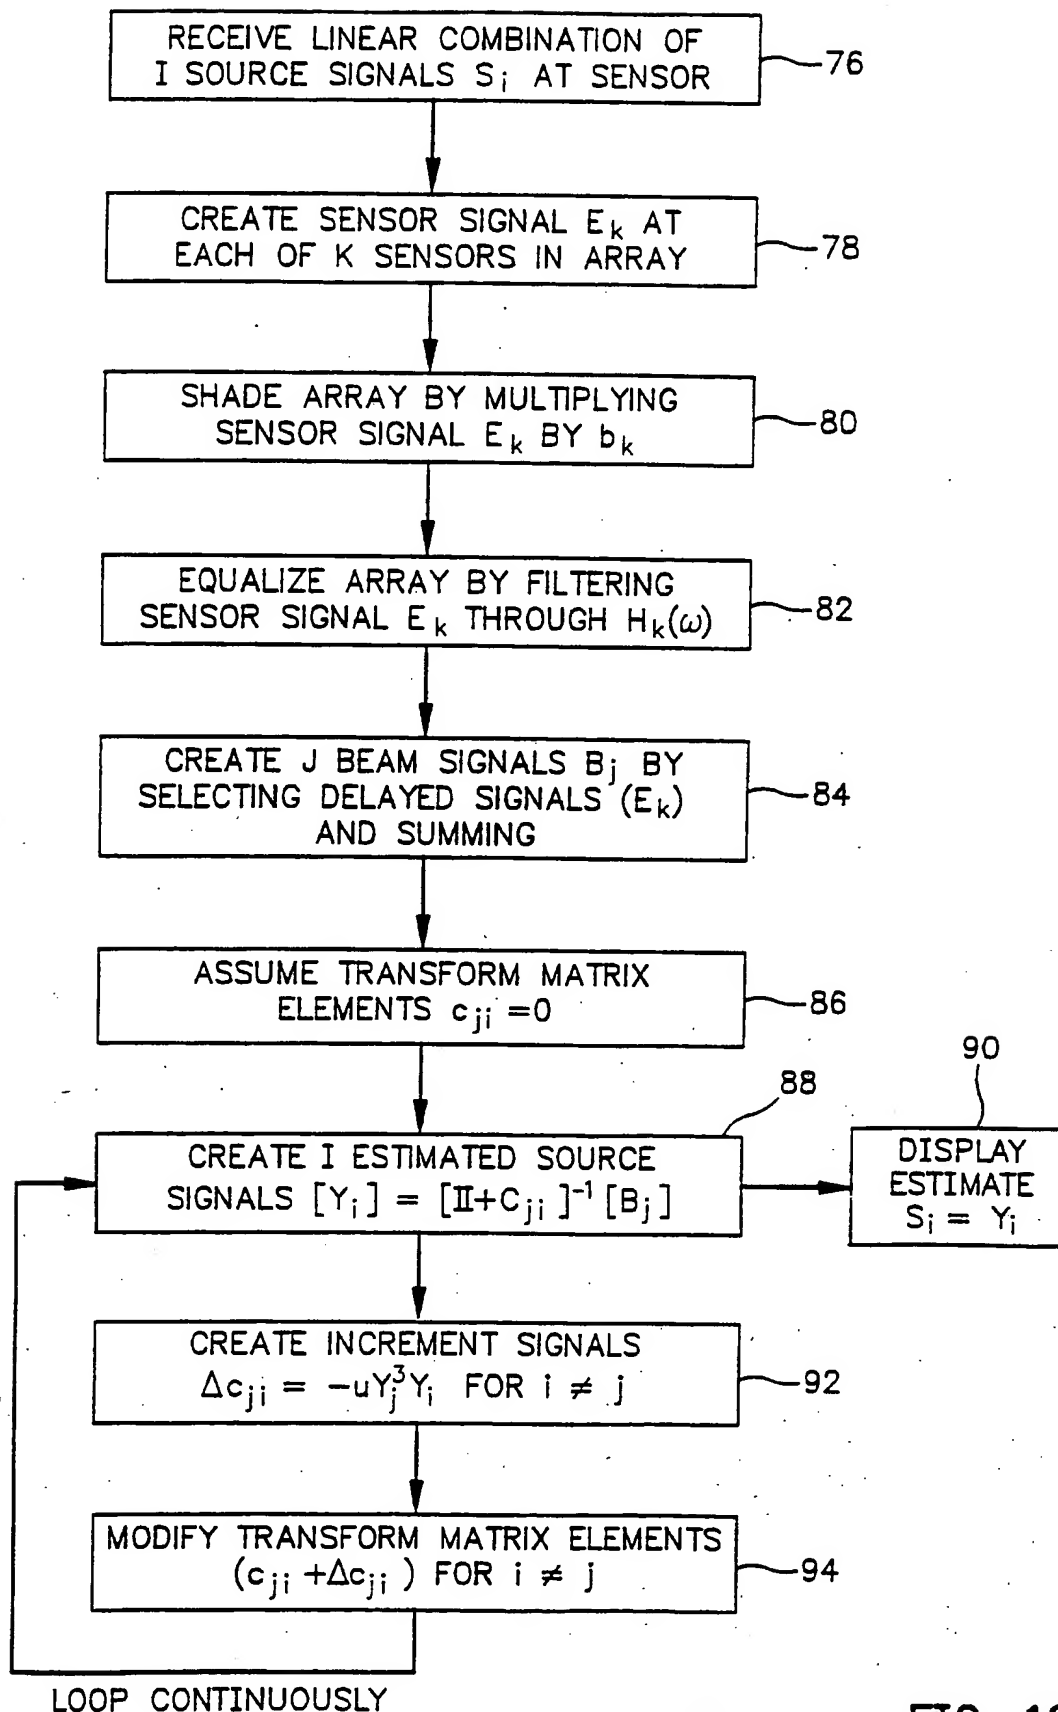 RECEIVE LINEAR COMBINATION OF
I SOURCE SIGNALS Si AT SENSOR
76
CREATE SENSOR SIGNAL Ek AT
EACH OF K SENSORS IN ARRAY
78
SHADE ARRAY BY MULTIPLYING
SENSOR SIGNAL Ek BY bk
80
EQUALIZE ARRAY BY FILTERING
SENSOR SIGNAL Ek THROUGH Hk(ω)
82
CREATE J BEAM SIGNALS Bj BY
SELECTING DELAYED SIGNALS (Ek)
AND SUMMING
84
ASSUME TRANSFORM MATRIX
ELEMENTS cji =0
86
88
CREATE I ESTIMATED SOURCE
SIGNALS [Yi] = [II+Cji]⁻¹ [Bj]
90
DISPLAY
ESTIMATE
Si = Yi
CREATE INCREMENT SIGNALS
Δcji = -uYj³Yi FOR i ≠ j
92
MODIFY TRANSFORM MATRIX ELEMENTS
(cji +Δcji) FOR i ≠ j
94
LOOP CONTINUOUSLY